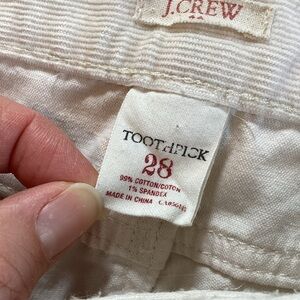 J.CREW
TOOTHPICK
28
99% COTTON/COTON
1% SPANDEX
MADE IN CHINA